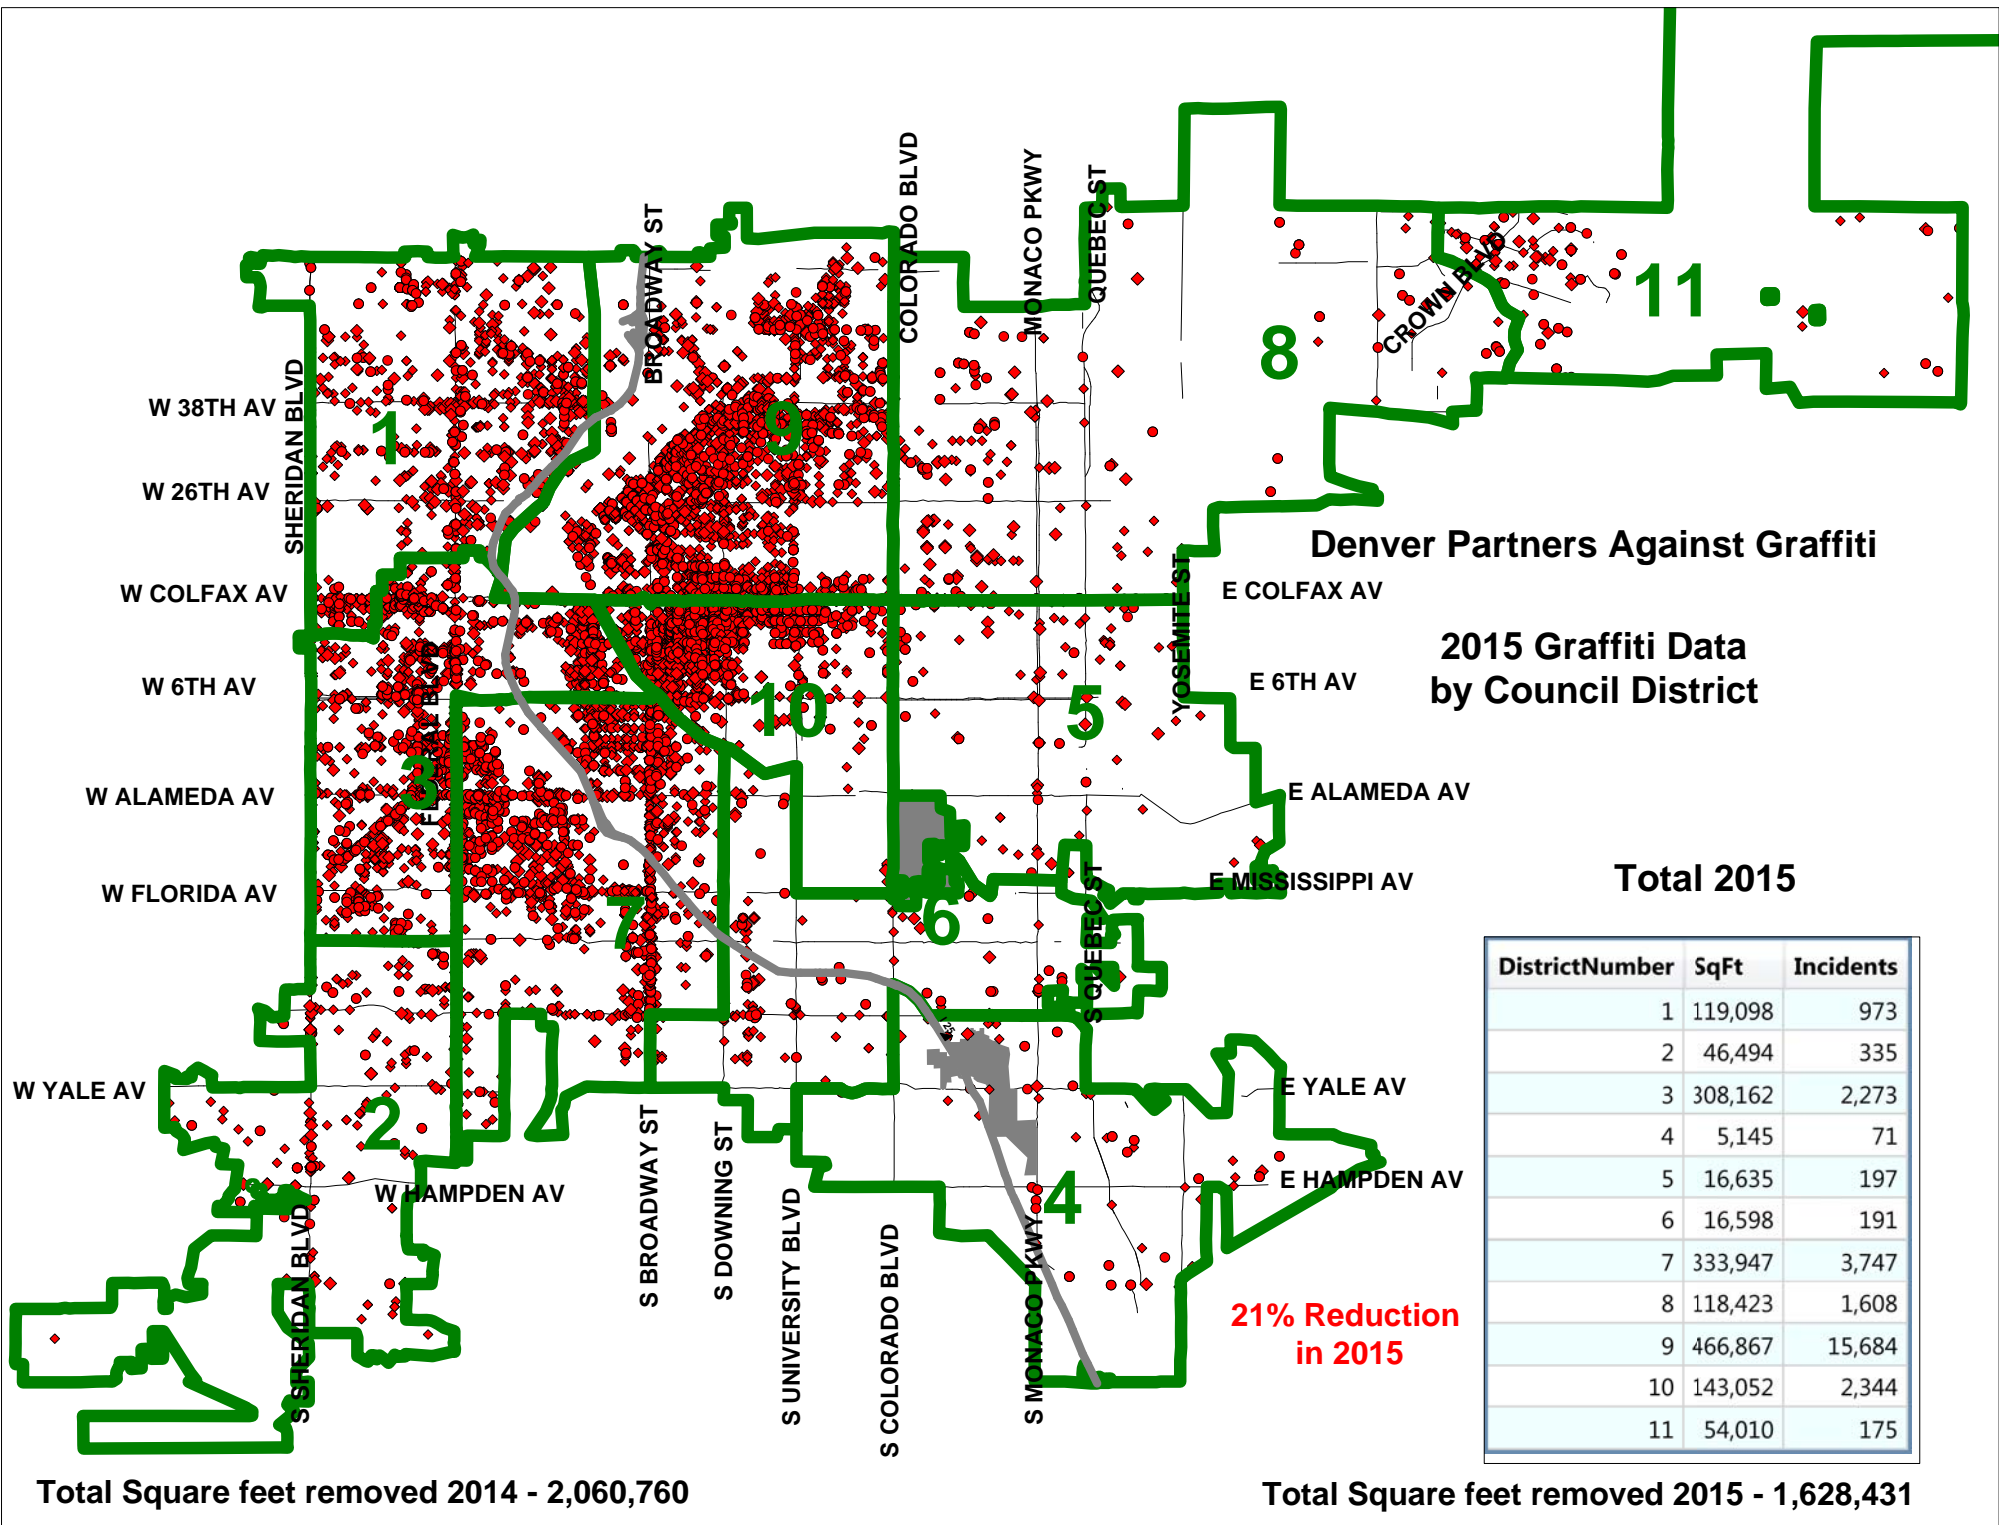 COLORADO BLVD
MONACO PKWY
QUEBEC ST
BROADWAY ST
CROWN BLVD
11
8
SHERIDAN BLVD
W 38TH AV
1
9
W 26TH AV
Denver Partners Against Graffiti
W COLFAX AV
E COLFAX AV
YOSEMITE ST
2015 Graffiti Data
by Council District
W 6TH AV
E 6TH AV
10
5
3
FEDERAL BLVD
W ALAMEDA AV
E ALAMEDA AV
W FLORIDA AV
E MISSISSIPPI AV
Total 2015
7
6
S QUEBEC ST
I 25
W YALE AV
E YALE AV
2
W HAMPDEN AV
E HAMPDEN AV
4
S SHERIDAN BLVD
S BROADWAY ST
S DOWNING ST
S UNIVERSITY BLVD
S COLORADO BLVD
S MONACO PKWY
21% Reduction
in 2015
DistrictNumber SqFt Incidents
1 119,098 973
2 46,494 335
3 308,162 2,273
4 5,145 71
5 16,635 197
6 16,598 191
7 333,947 3,747
8 118,423 1,608
9 466,867 15,684
10 143,052 2,344
11 54,010 175
Total Square feet removed 2014 - 2,060,760
Total Square feet removed 2015 - 1,628,431